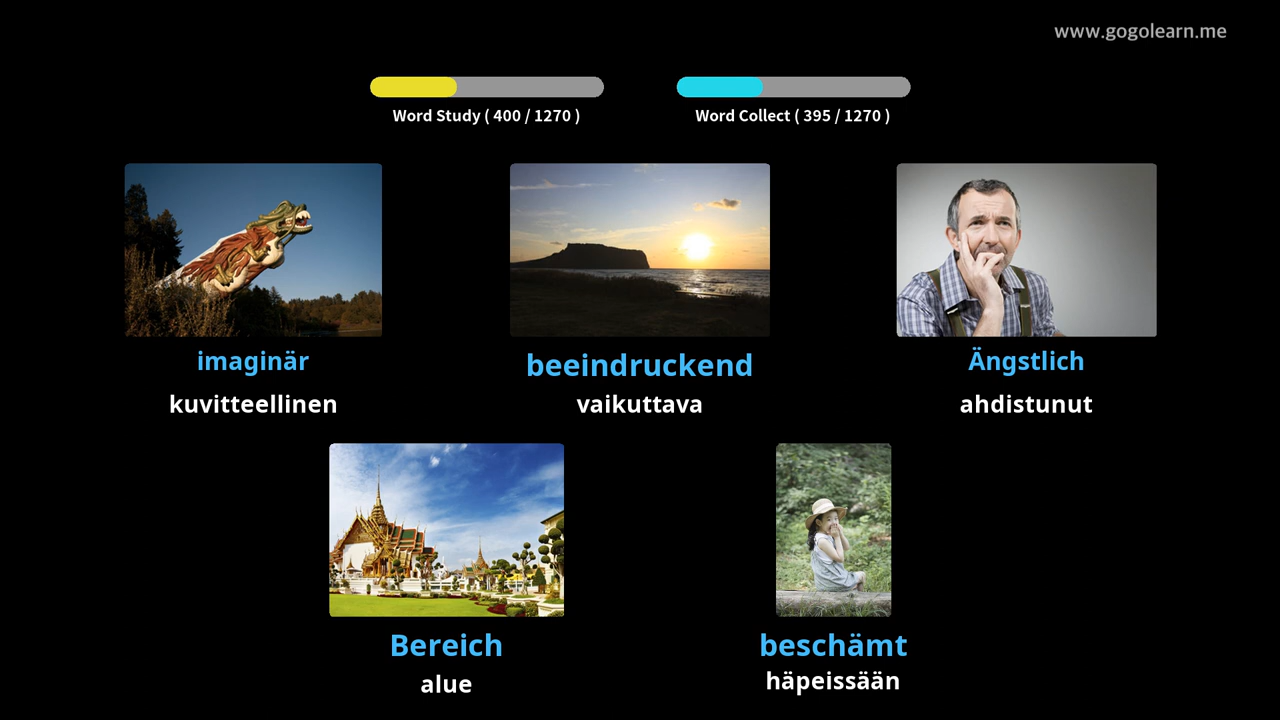 www.gogolearn.me
Word Study ( 400 / 1270 )
Word Collect ( 395 / 1270 )
imaginär
kuvitteellinen
beeindruckend
vaikuttava
Ängstlich
ahdistunut
Bereich
alue
beschämt
häpeissään